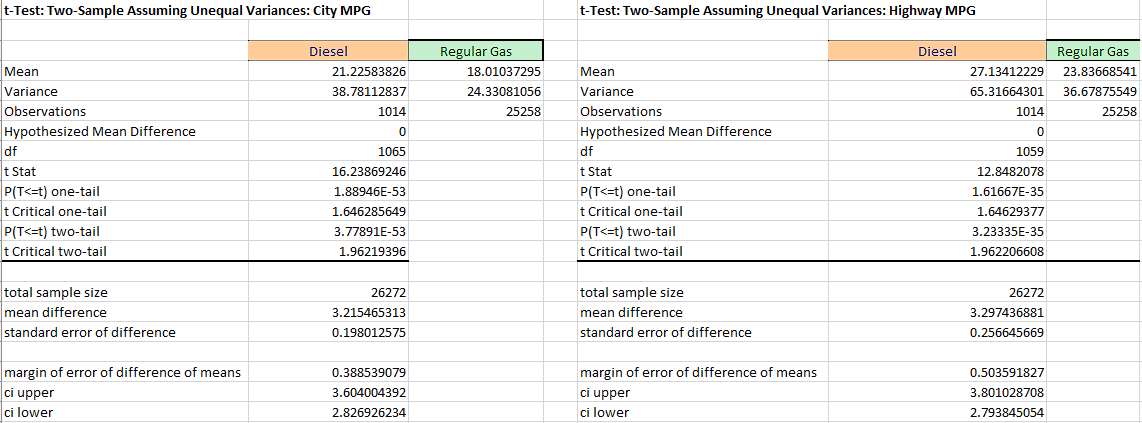 t-Test: Two-Sample Assuming Unequal Variances: City MPG t-Test: Two-Sample Assuming Unequal Variances: Highway MPG
Diesel Regular Gas Diesel Regular Gas
Mean 21.22583826 18.01037295 Mean 27.13412229 23.83668541
Variance 38.78112837 24.33081056 Variance 65.31664301 36.67875549
Observations 1014 25258 Observations 1014 25258
Hypothesized Mean Difference 0 Hypothesized Mean Difference 0
df 1065 df 1059
t Stat 16.23869246 t Stat 12.8482078
P(T<=t) one-tail 1.88946E-53 P(T<=t) one-tail 1.61667E-35
t Critical one-tail 1.646285649 t Critical one-tail 1.64629377
P(T<=t) two-tail 3.77891E-53 P(T<=t) two-tail 3.23335E-35
t Critical two-tail 1.96219396 t Critical two-tail 1.962206608
total sample size 26272 total sample size 26272
mean difference 3.215465313 mean difference 3.297436881
standard error of difference 0.198012575 standard error of difference 0.256645669
margin of error of difference of means 0.388539079 margin of error of difference of means 0.503591827
ci upper 3.604004392 ci upper 3.801028708
ci lower 2.826926234 ci lower 2.793845054